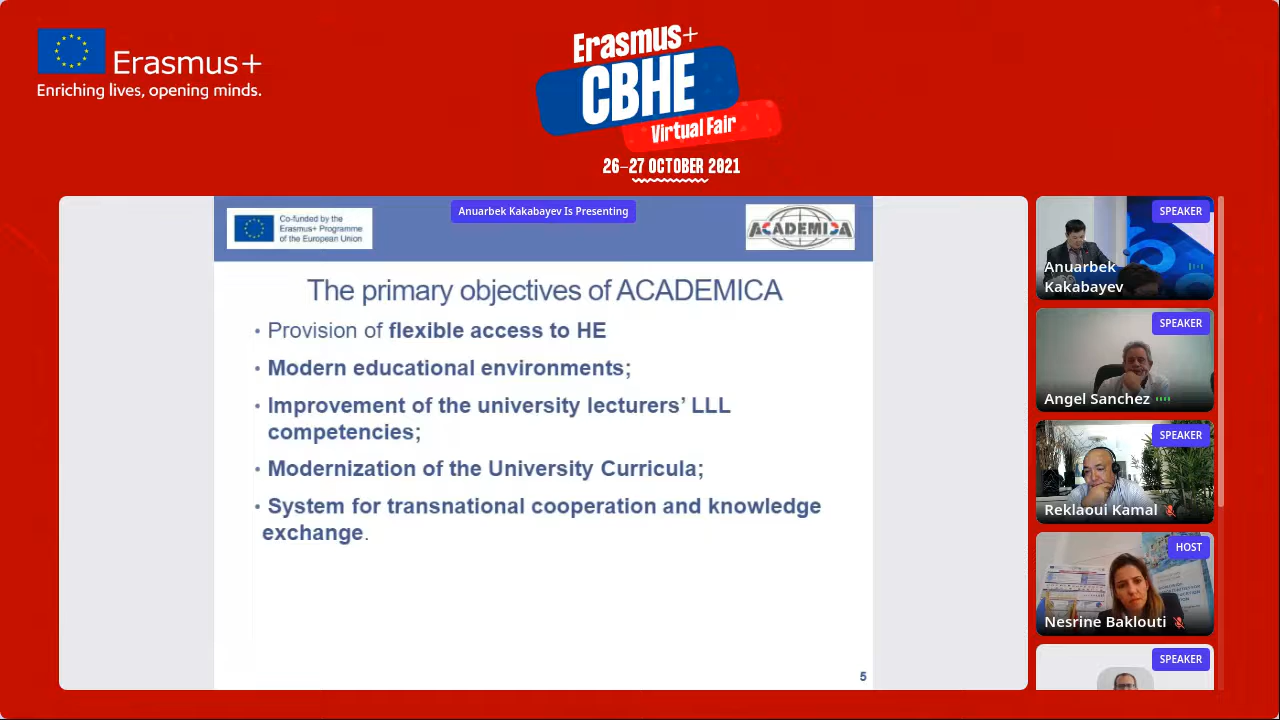 Erasmus+
Enriching lives, opening minds.
Erasmus+
CBHE
Virtual Fair
26–27 OCTOBER 2021
Anuarbek Kakabayev Is Presenting
Co-funded by the
Erasmus+ Programme
of the European Union
ACADEMICA
The primary objectives of ACADEMICA
• Provision of flexible access to HE
• Modern educational environments;
• Improvement of the university lecturers’ LLL
competencies;
• Modernization of the University Curricula;
• System for transnational cooperation and knowledge
exchange.
5
SPEAKER
Anuarbek
Kakabayev
SPEAKER
Angel Sanchez
SPEAKER
Reklaoui Kamal
HOST
Nesrine Baklouti
SPEAKER